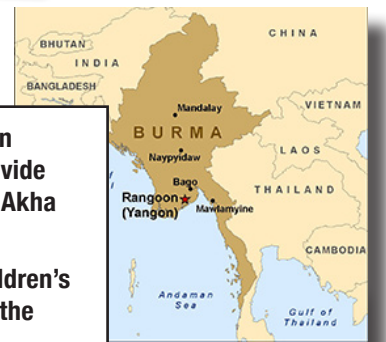 CHINA
BHUTAN
INDIA
BANGLADESH
Mandalay
VIETNAM
BURMA
LAOS
Naypyidaw
Bago
THAILAND
Rangoon
(Yangon)
Mawlamyine
CAMBODIA
Andaman
Sea
Gulf of
Thailand
n
vide
Akha
ldren's
the